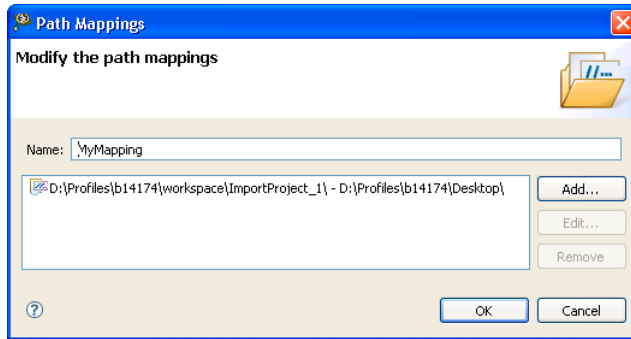 Path Mappings
Modify the path mappings
Name: MyMapping
D:\Profiles\b14174\workspace\ImportProject_1\ - D:\Profiles\b14174\Desktop\
Add...
Edit...
Remove
OK Cancel